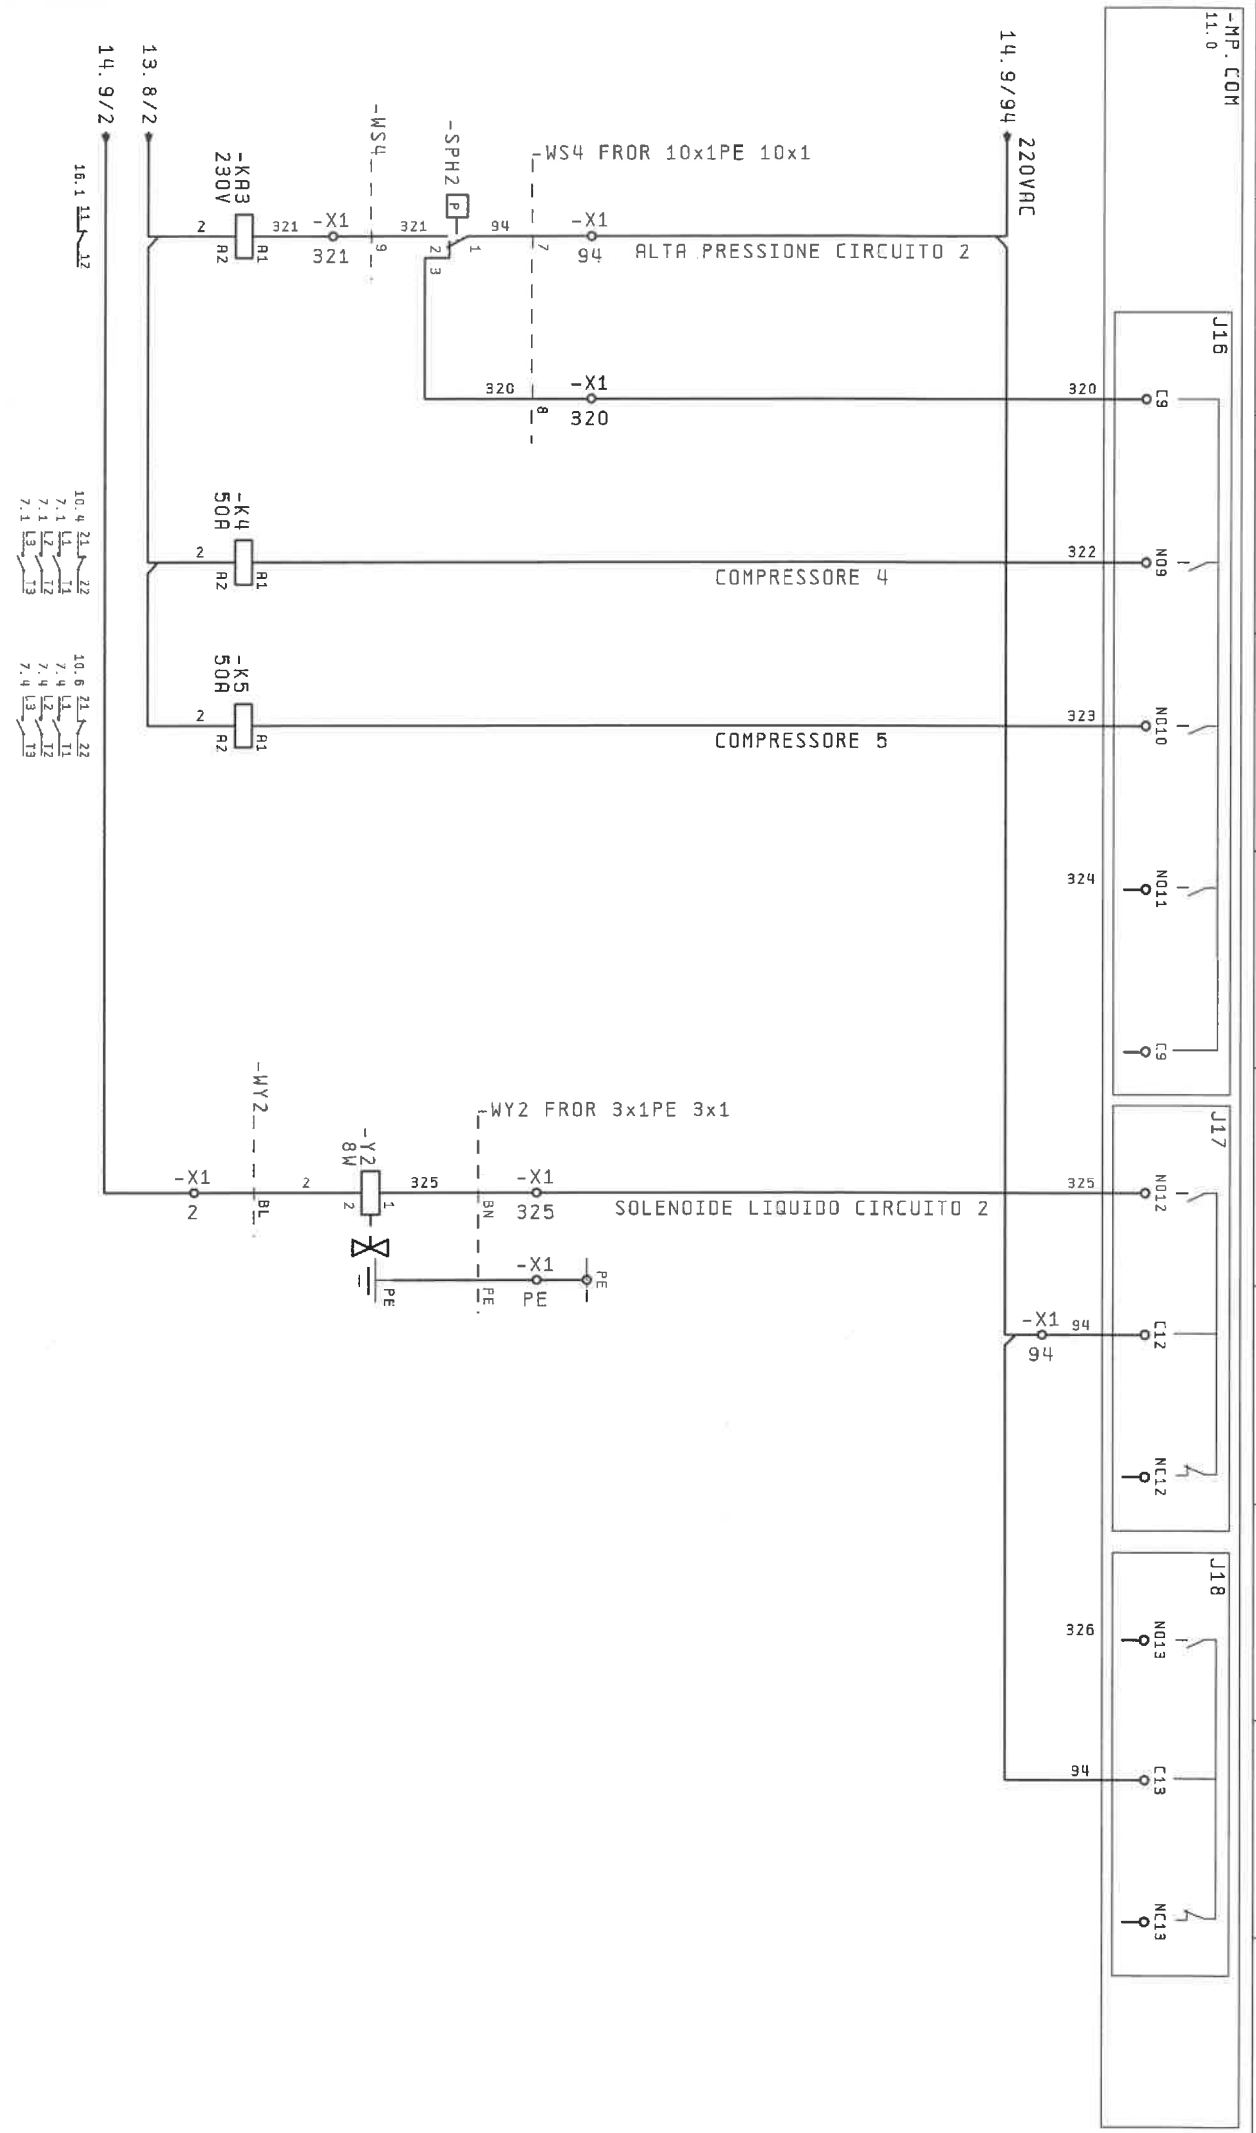 -MP.COM
11.0
14.9/94
220VAC
13.8/2
14.9/2
J16
C9
320
NO9
322
NO10
323
NO11
324
C9
J17
NO12
325
C12
94
-X1
94
NC12
J18
NO13
326
C13
94
NC13
-WS4 FROR 10x1PE 10x1
-X1
94
ALTA PRESSIONE CIRCUITO 2
7
94
-SPH2
P
1
2
3
321
-WS4
9
-X1
321
321
-KA3
230V
A1
A2
2
16.1 11 12
320
8
-X1
320
-K4
50A
A1
A2
2
COMPRESSORE 4
10.4 21 22
7.1 L1 T1
7.1 L2 T2
7.1 L3 T3
-K5
50A
A1
A2
2
COMPRESSORE 5
10.6 21 22
7.4 L1 T1
7.4 L2 T2
7.4 L3 T3
-WY2 FROR 3x1PE 3x1
-X1
325
SOLENOIDE LIQUIDO CIRCUITO 2
BN
325
-Y2
8W
1
2
2
-WY2
BL
-X1
2
PE
PE
-X1
PE
PE